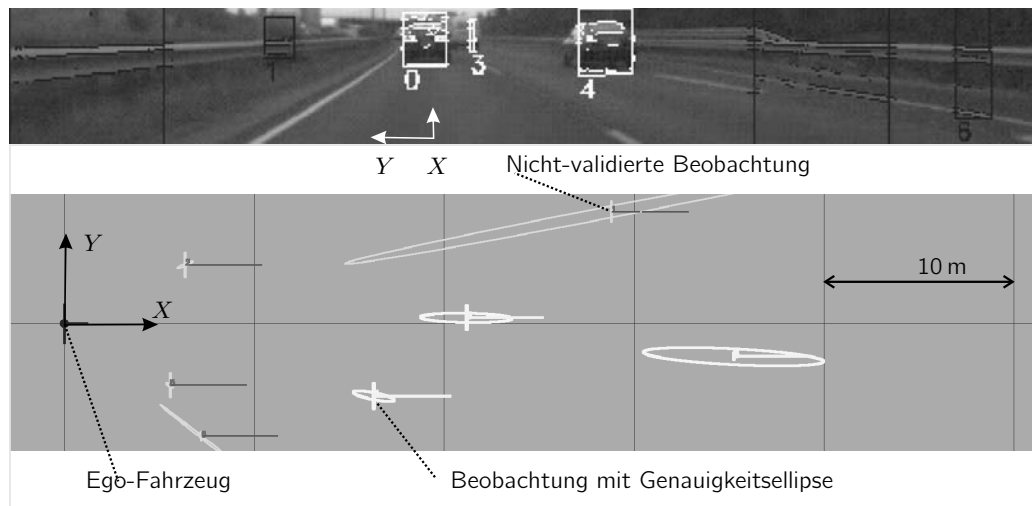 1
0
3
4
6
Y X
Nicht-validierte Beobachtung
Y
10 m
X
Ego-Fahrzeug
Beobachtung mit Genauigkeitsellipse